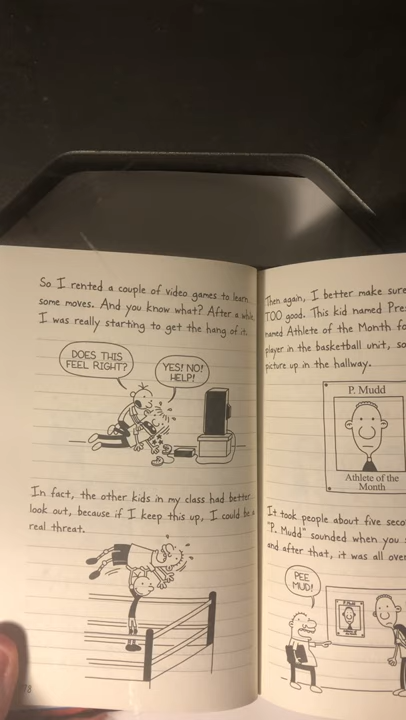 So I rented a couple of video games to learn
some moves. And you know what? After a while,
I was really starting to get the hang of it.
DOES THIS
FEEL RIGHT?
YES! NO!
HELP!
In fact, the other kids in my class had better
look out, because if I keep this up, I could be a
real threat.
78
Then again, I better make sure
TOO good. This kid named
named Athlete of the Month
player in the basketball unit, so
picture up in the hallway.
P. Mudd
Athlete of the
Month
It took people about five
"P. Mudd" sounded when you
and after that, it was all
PEE
MUD!